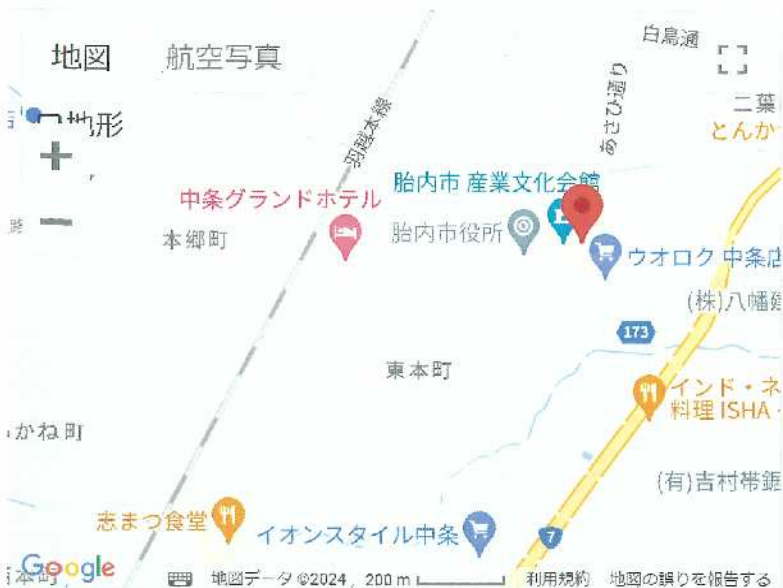 白鳥通
地図 航空写真
あさひ通り
二葉
地形
羽越本線
とんか
胎内市 産業文化会館
中条グランドホテル
胎内市役所
本郷町
ウオロク 中条店
(株)八幡
173
東本町
インド・ネ
料理 ISHA
かね町
(有)吉村帯鋸
志まつ食堂
イオンスタイル中条
7
Google
地図データ ©2024 200 m 利用規約 地図の誤りを報告する